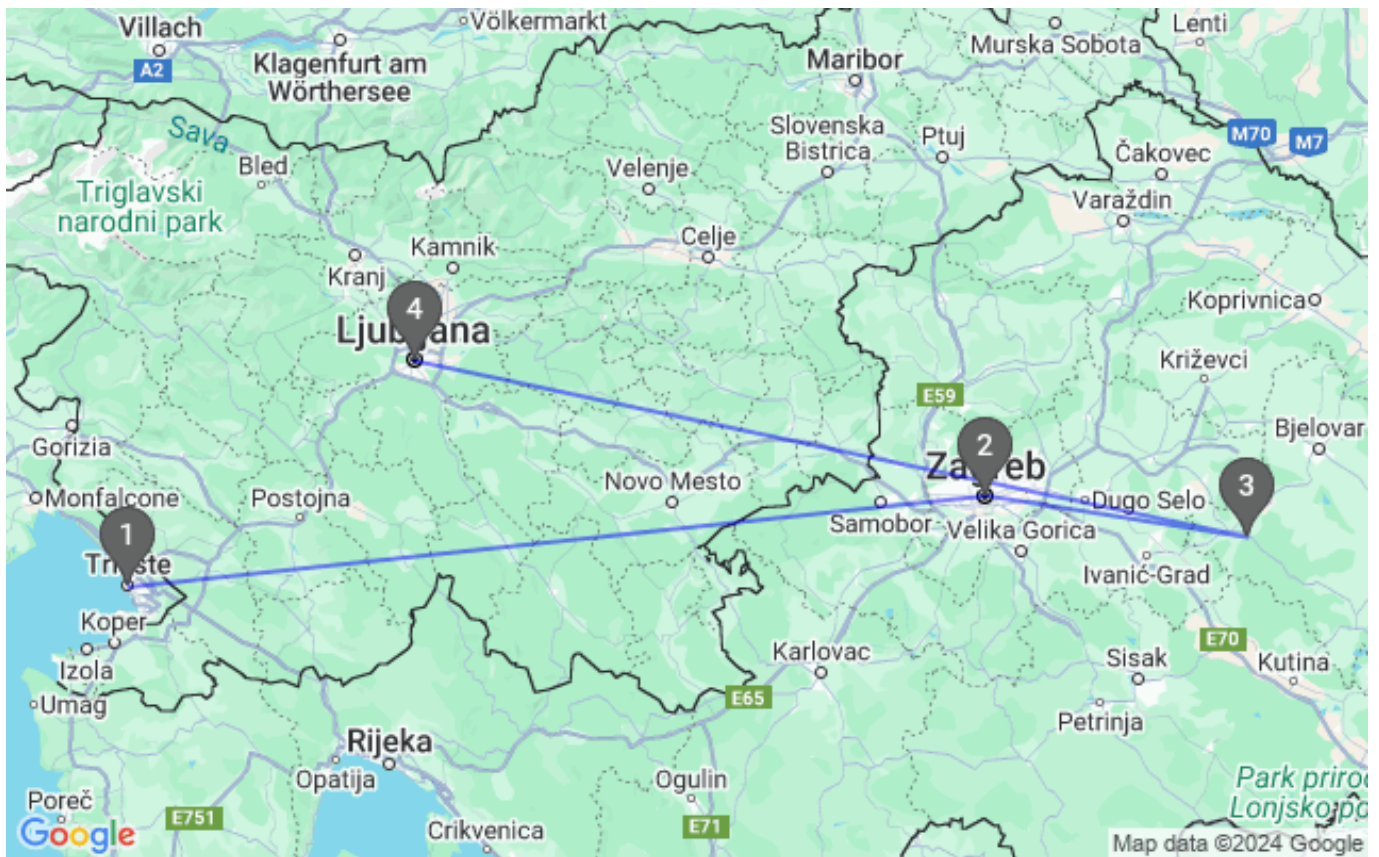 Völkermarkt
Lenti
Villach
Murska Sobota
A2
Klagenfurt am
Wörthersee
Maribor
Sava
Slovenska
Bistrica
Ptuj
M70
M7
Bled
Velenje
Čakovec
Triglavski
narodni park
Varaždin
Kamnik
Celje
Kranj
Koprivnica
4
Ljubljana
Križevci
E59
Gorizia
Bjelovar
2
Zagreb
Novo Mesto
3
Monfalcone
Postojna
Dugo Selo
1
Samobor
Velika Gorica
Trieste
Ivanić-Grad
Koper
E70
Izola
Karlovac
Sisak
Kutina
Umag
E65
Petrinja
Rijeka
Opatija
Ogulin
Park priro
Lonjsko po
Poreč
E751
E71
Crikvenica
Google
Map data ©2024 Google